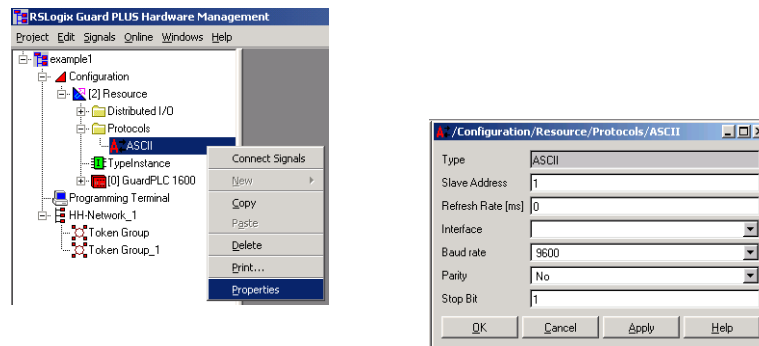 RSLogix Guard PLUS Hardware Management
Project Edit Signals Online Windows Help
example1
Configuration
[2] Resource
Distributed I/O
Protocols
ASCII
TypeInstance
[0] GuardPLC 1600
Programming Terminal
HH-Network_1
Token Group
Token Group_1
Connect Signals
New
Copy
Paste
Delete
Print...
Properties
/Configuration/Resource/Protocols/ASCII
Type ASCII
Slave Address 1
Refresh Rate [ms] 0
Interface
Baud rate 9600
Parity No
Stop Bit 1
OK Cancel Apply Help